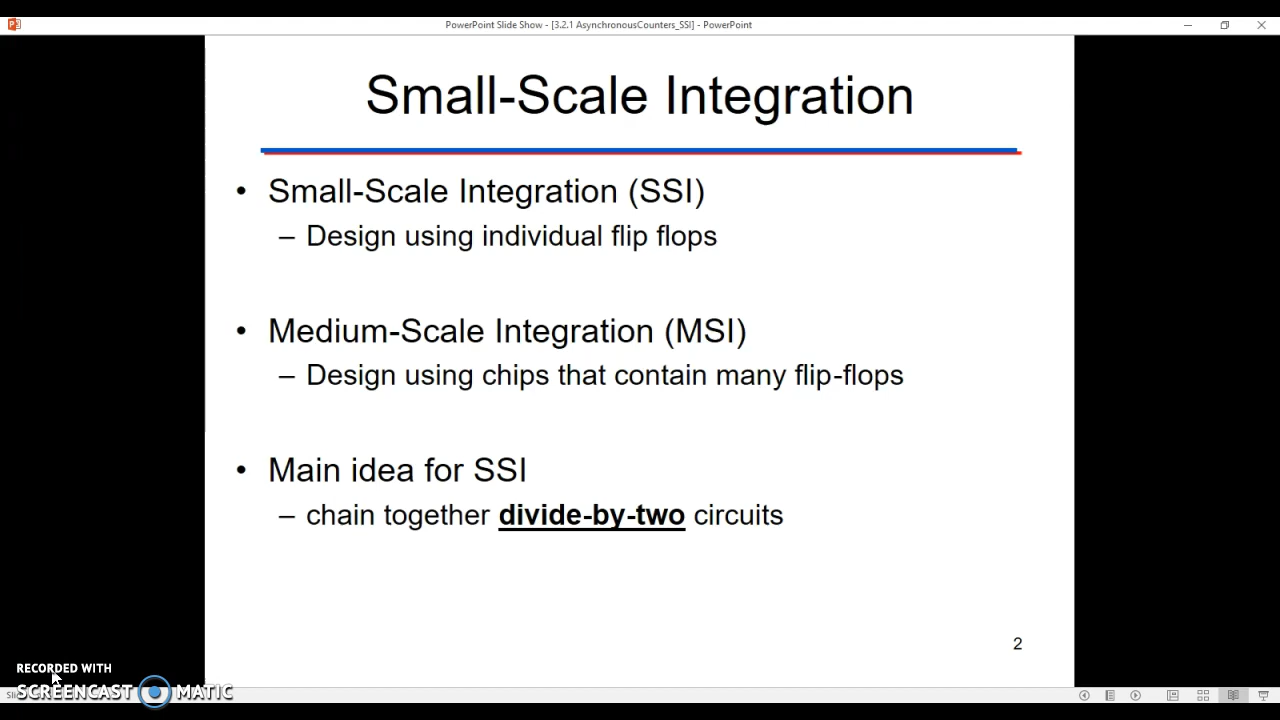 PowerPoint Slide Show - [3.2.1 AsynchronousCounters_SSI] - PowerPoint
Small-Scale Integration
• Small-Scale Integration (SSI)
– Design using individual flip flops
• Medium-Scale Integration (MSI)
– Design using chips that contain many flip-flops
• Main idea for SSI
– chain together divide-by-two circuits
2
RECORDED WITH
SCREENCAST MATIC